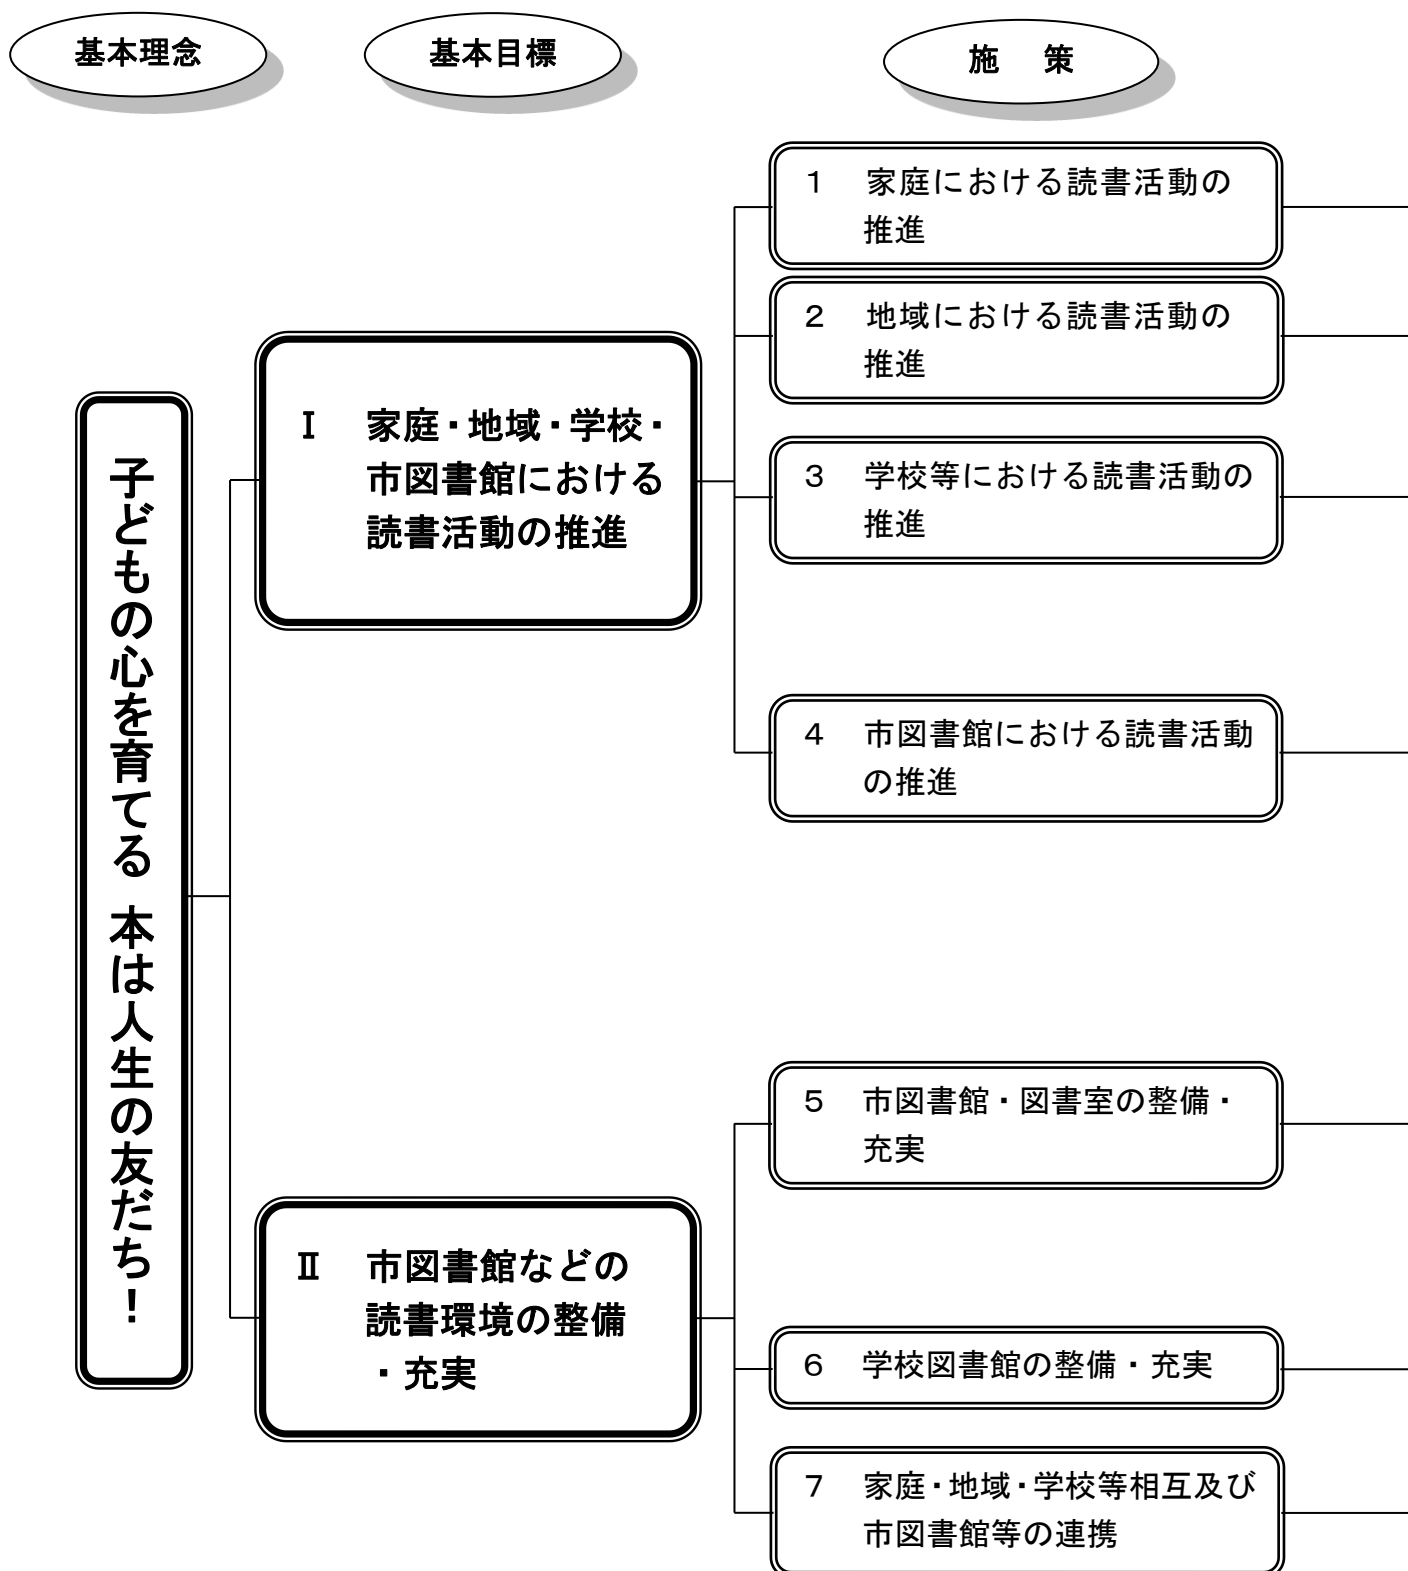 基本理念
基本目標
施　策
子どもの心を育てる 本は人生の友だち！
Ⅰ　家庭・地域・学校・
市図書館における
読書活動の推進
1　家庭における読書活動の
推進
2　地域における読書活動の
推進
3　学校等における読書活動の
推進
4　市図書館における読書活動
の推進
Ⅱ　市図書館などの
読書環境の整備
・充実
5　市図書館・図書室の整備・
充実
6　学校図書館の整備・充実
7　家庭・地域・学校等相互及び
市図書館等の連携